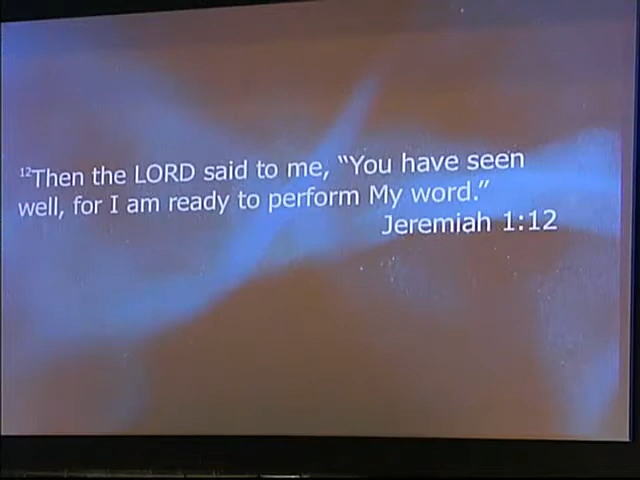 12Then the LORD said to me, “You have seen
well, for I am ready to perform My word.”
Jeremiah 1:12